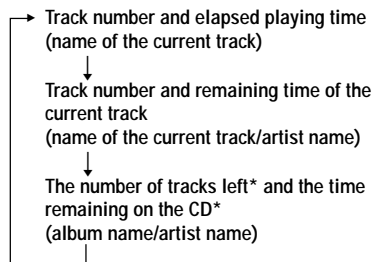 Track number and elapsed playing time
(name of the current track)
Track number and remaining time of the
current track
(name of the current track/artist name)
The number of tracks left* and the time
remaining on the CD*
(album name/artist name)